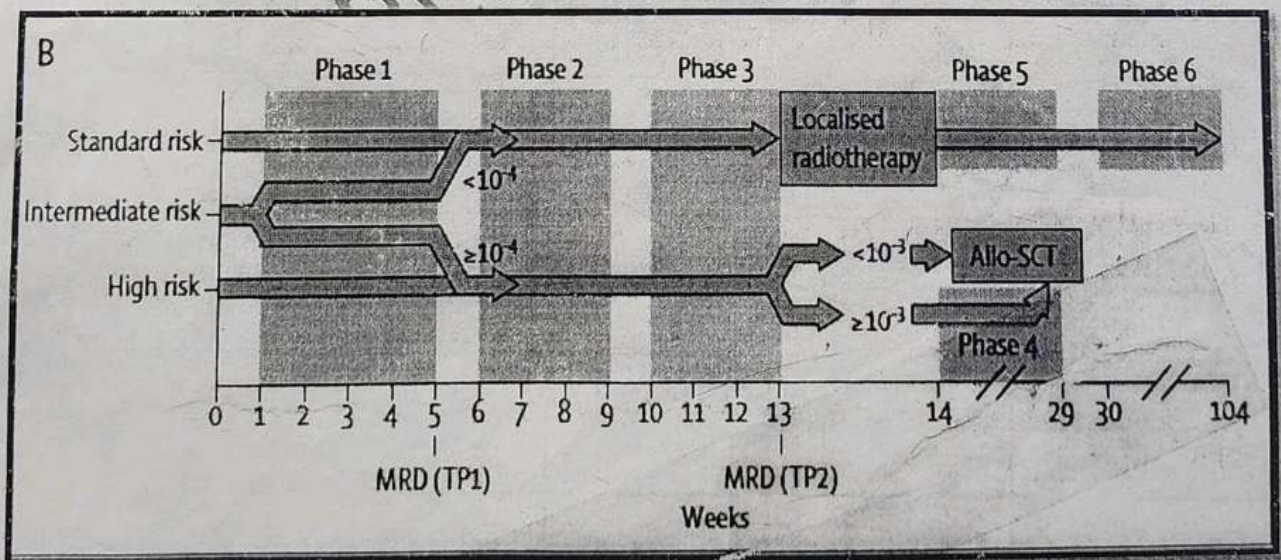 B
Phase 1
Phase 2
Phase 3
Phase 5
Phase 6
Standard risk
Localised
radiotherapy
<10⁻⁴
Intermediate risk
≥10⁻⁴
<10⁻³
Allo-SCT
High risk
≥10⁻³
Phase 4
0 1 2 3 4 5 6 7 8 9 10 11 12 13 14 29 30 104
MRD (TP1)
MRD (TP2)
Weeks